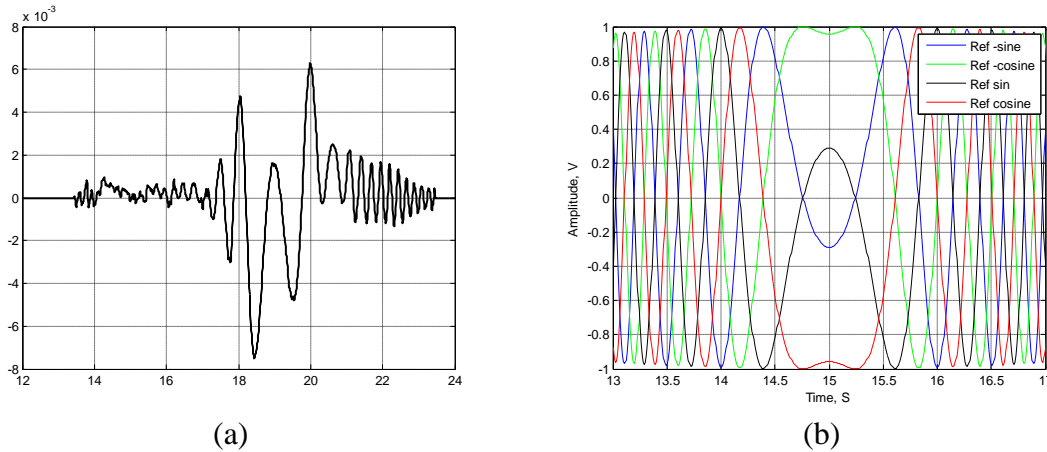 x 10⁻³
8
6
4
2
0
-2
-4
-6
-8
12 14 16 18 20 22 24
(a)
1
0.8
0.6
0.4
0.2
0
-0.2
-0.4
-0.6
-0.8
-1
Amplitude, V
13 13.5 14 14.5 15 15.5 16 16.5 17
Time, S
Ref -sine
Ref -cosine
Ref sin
Ref cosine
(b)